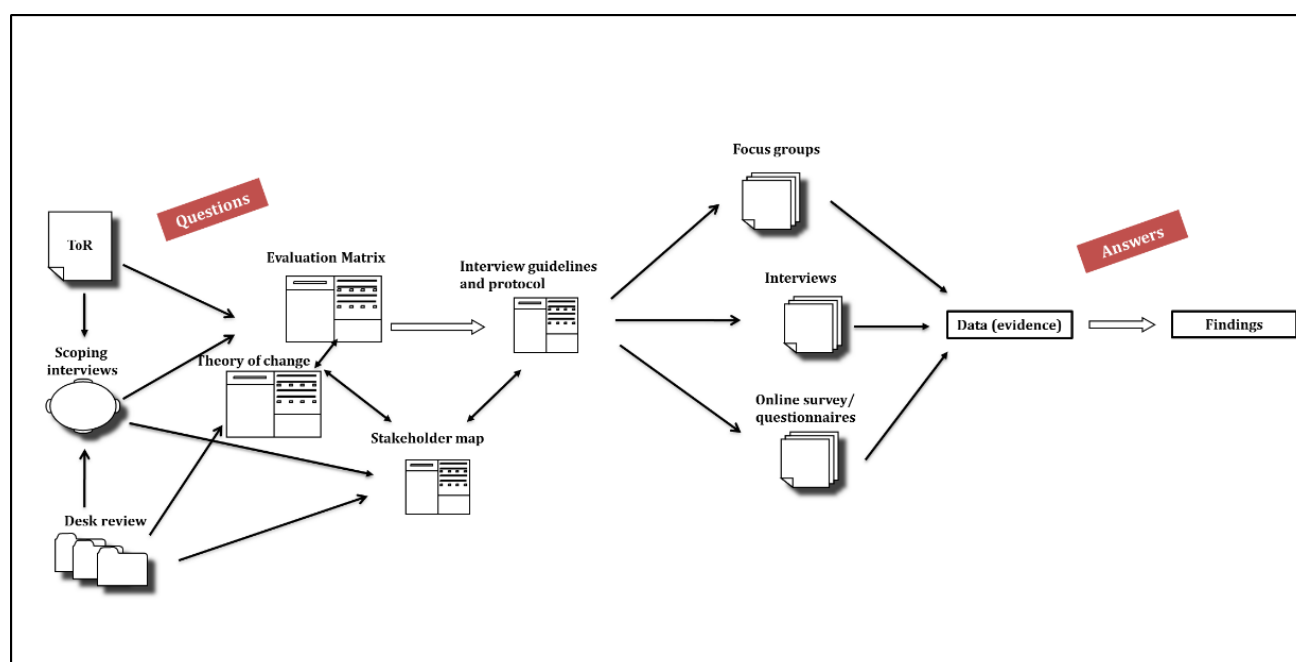 Focus groups
Questions
Answers
ToR
Evaluation Matrix
Interview guidelines
and protocol
Interviews
Data (evidence)
Findings
Scoping
interviews
Theory of change
Online survey/
questionnaires
Stakeholder map
Desk review